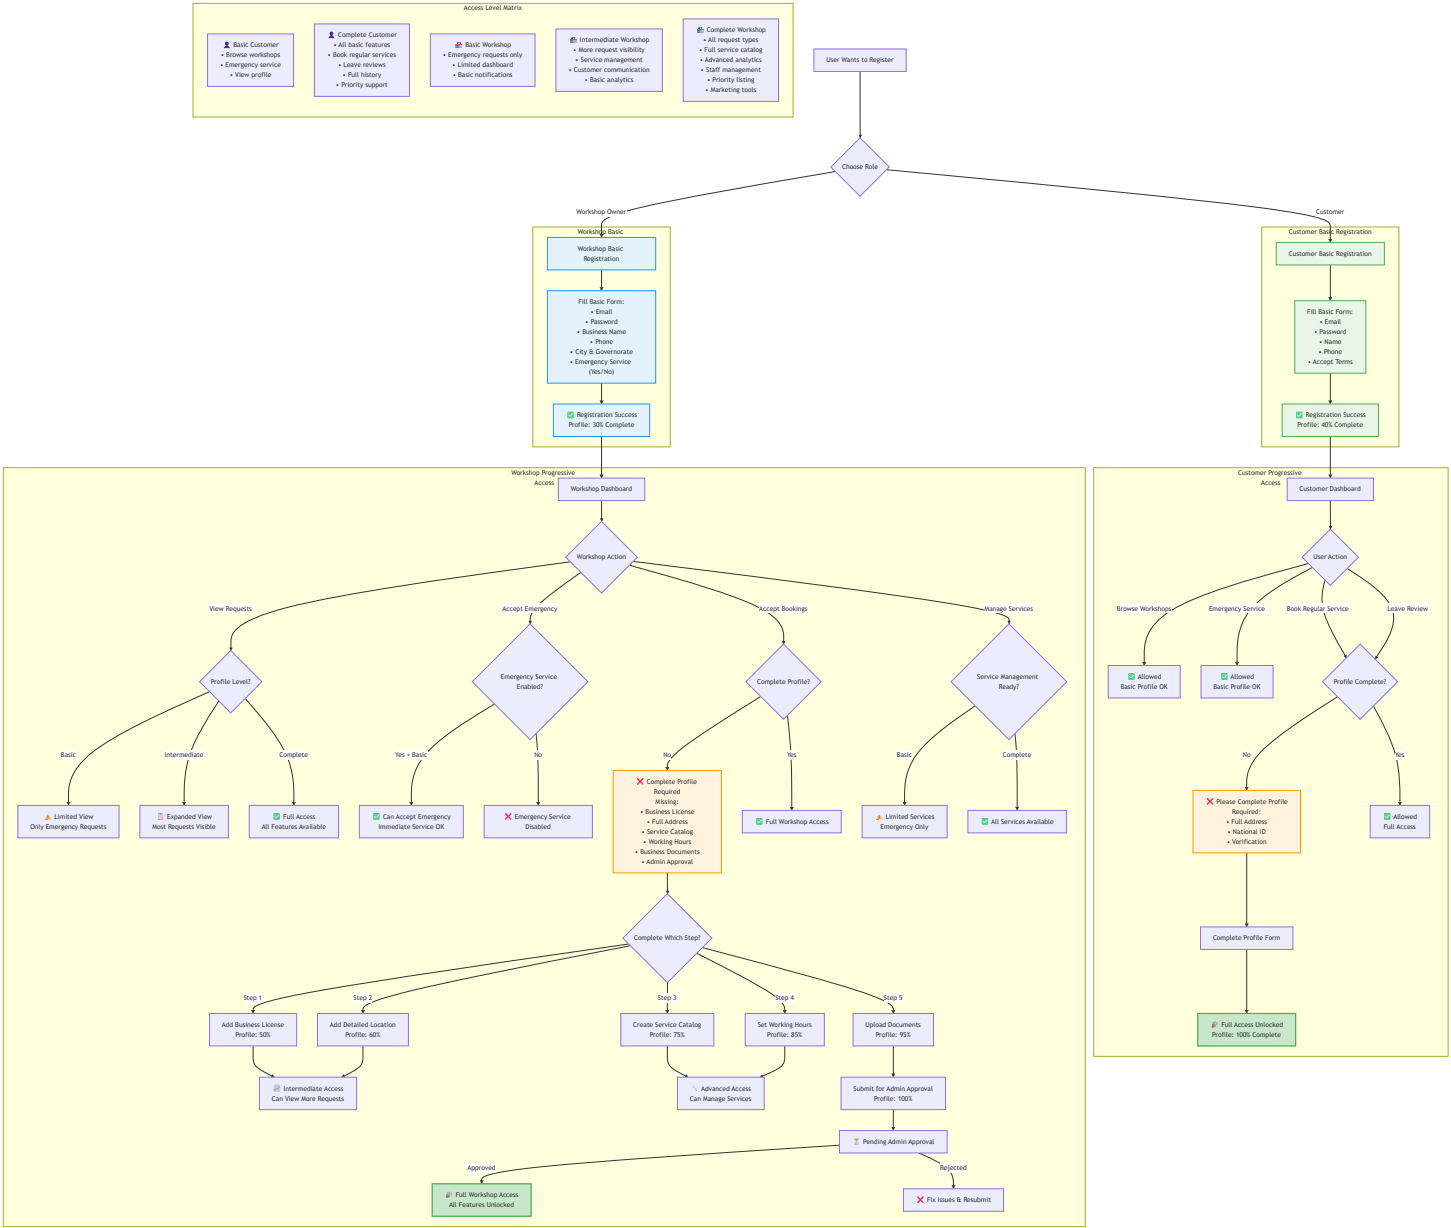 Access Level Matrix
👤 Basic Customer
• Browse workshops
• Emergency service
• View profile
👤 Complete Customer
• All basic features
• Book regular services
• Leave reviews
• Full history
• Priority support
Basic Workshop
• Emergency requests only
• Limited dashboard
• Basic notifications
Intermediate Workshop
• More request visibility
• Service management
• Customer communication
• Basic analytics
Complete Workshop
• All request types
• Full service catalog
• Advanced analytics
• Staff management
• Priority listing
• Marketing tools
User Wants to Register
Choose Role
Workshop Owner
Customer
Workshop Basic
Workshop Basic
Registration
Fill Basic Form:
• Email
• Password
• Business Name
• Phone
• City & Governorate
• Emergency Service
(Yes/No)
✅ Registration Success
Profile: 30% Complete
Customer Basic Registration
Customer Basic Registration
Fill Basic Form:
• Email
• Password
• Name
• Phone
• Accept Terms
✅ Registration Success
Profile: 40% Complete
Workshop Progressive
Access
Workshop Dashboard
Workshop Action
View Requests
Accept Emergency
Accept Bookings
Manage Services
Profile Level?
Emergency Service
Enabled?
Complete Profile?
Service Management
Ready?
Basic
Intermediate
Complete
Yes + Basic
No
No
Yes
Basic
Complete
⚠️ Limited View
Only Emergency Requests
Expanded View
Most Requests Visible
✅ Full Access
All Features Available
✅ Can Accept Emergency
Immediate Service OK
❌ Emergency Service
Disabled
❌ Complete Profile
Required
Missing:
• Business License
• Full Address
• Service Catalog
• Working Hours
• Business Documents
• Admin Approval
✅ Full Workshop Access
⚠️ Limited Services
Emergency Only
✅ All Services Available
Complete Which Step?
Step 1
Step 2
Step 3
Step 4
Step 5
Add Business License
Profile: 50%
Add Detailed Location
Profile: 60%
Create Service Catalog
Profile: 75%
Set Working Hours
Profile: 85%
Upload Documents
Profile: 95%
Intermediate Access
Can View More Requests
Advanced Access
Can Manage Services
Submit for Admin Approval
Profile: 100%
⏳ Pending Admin Approval
Approved
Rejected
🎉 Full Workshop Access
All Features Unlocked
❌ Fix Issues & Resubmit
Customer Progressive
Access
Customer Dashboard
User Action
Browse Workshops
Emergency Service
Book Regular Service
Leave Review
✅ Allowed
Basic Profile OK
✅ Allowed
Basic Profile OK
Profile Complete?
No
Yes
❌ Please Complete Profile
Required:
• Full Address
• National ID
• Verification
✅ Allowed
Full Access
Complete Profile Form
🎉 Full Access Unlocked
Profile: 100% Complete